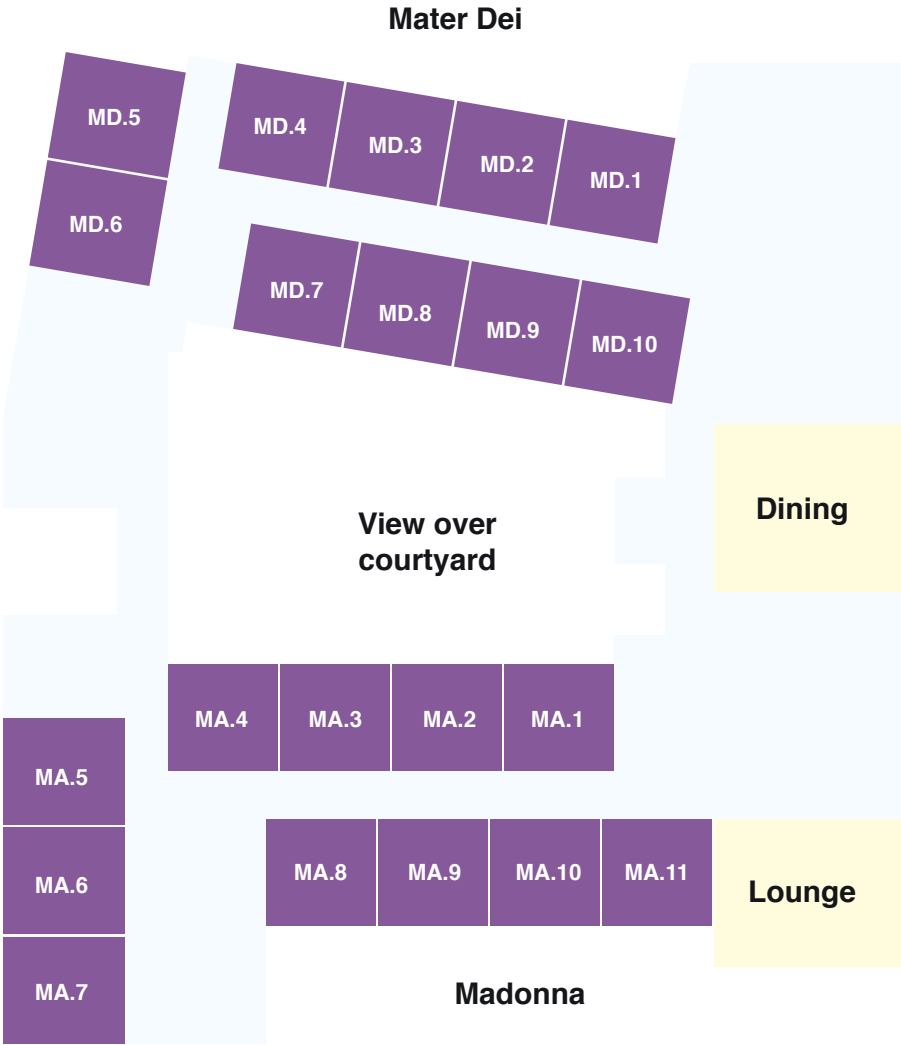 Mater Dei
MD.5
MD.4
MD.3
MD.2
MD.1
MD.6
MD.7
MD.8
MD.9
MD.10
Dining
View over
courtyard
MA.4
MA.3
MA.2
MA.1
MA.5
MA.6
MA.7
MA.8
MA.9
MA.10
MA.11
Lounge
Madonna